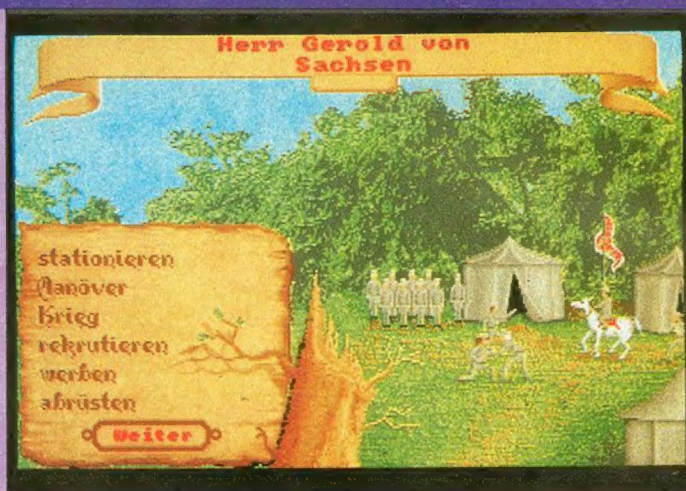 Herr Gerold von
Sachsen
stationieren
Manöver
Krieg
rekrutieren
werben
abrüsten
Weiter